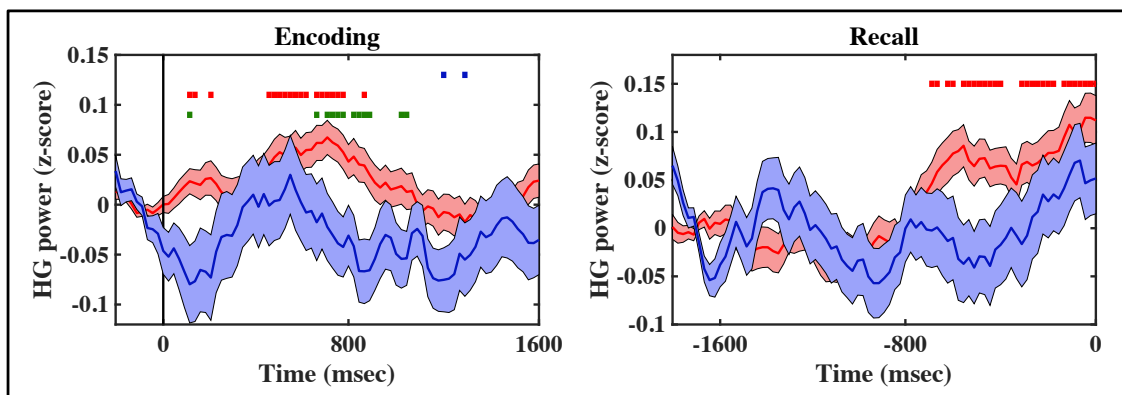 Encoding
0.15
0.1
0.05
0
-0.05
-0.1
HG power (z-score)
0 800 1600
Time (msec)
Recall
0.15
0.1
0.05
0
-0.05
-0.1
HG power (z-score)
-1600 -800 0
Time (msec)